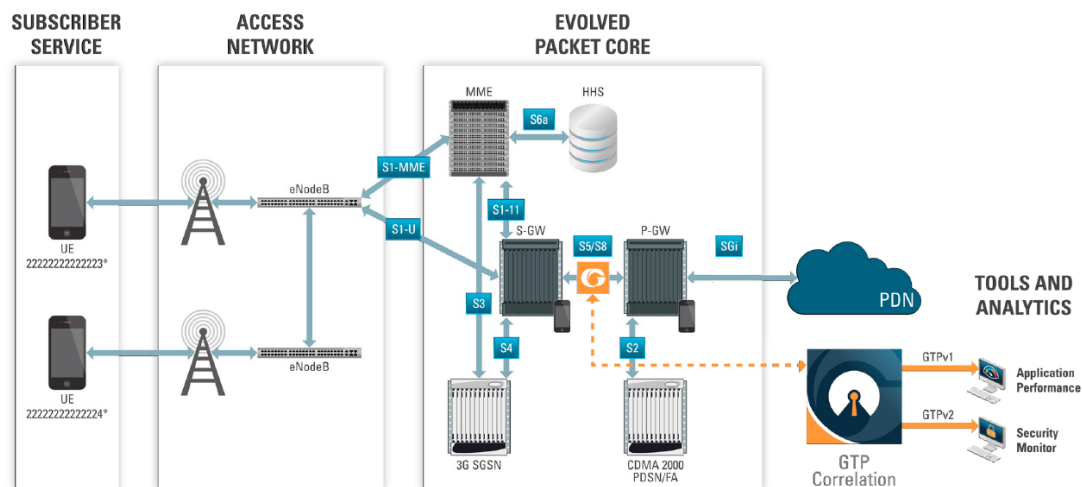 SUBSCRIBER
SERVICE
ACCESS
NETWORK
EVOLVED
PACKET CORE
MME
HHS
S6a
S1-MME
eNodeB
S1-11
S1-U
S-GW
P-GW
UE
22222222222223*
S5/S8
SGi
PDN
TOOLS AND
ANALYTICS
S3
S4
S2
eNodeB
UE
22222222222224*
GTPv1
Application
Performance
GTPv2
Security
Monitor
3G SGSN
CDMA 2000
PDSN/FA
GTP
Correlation